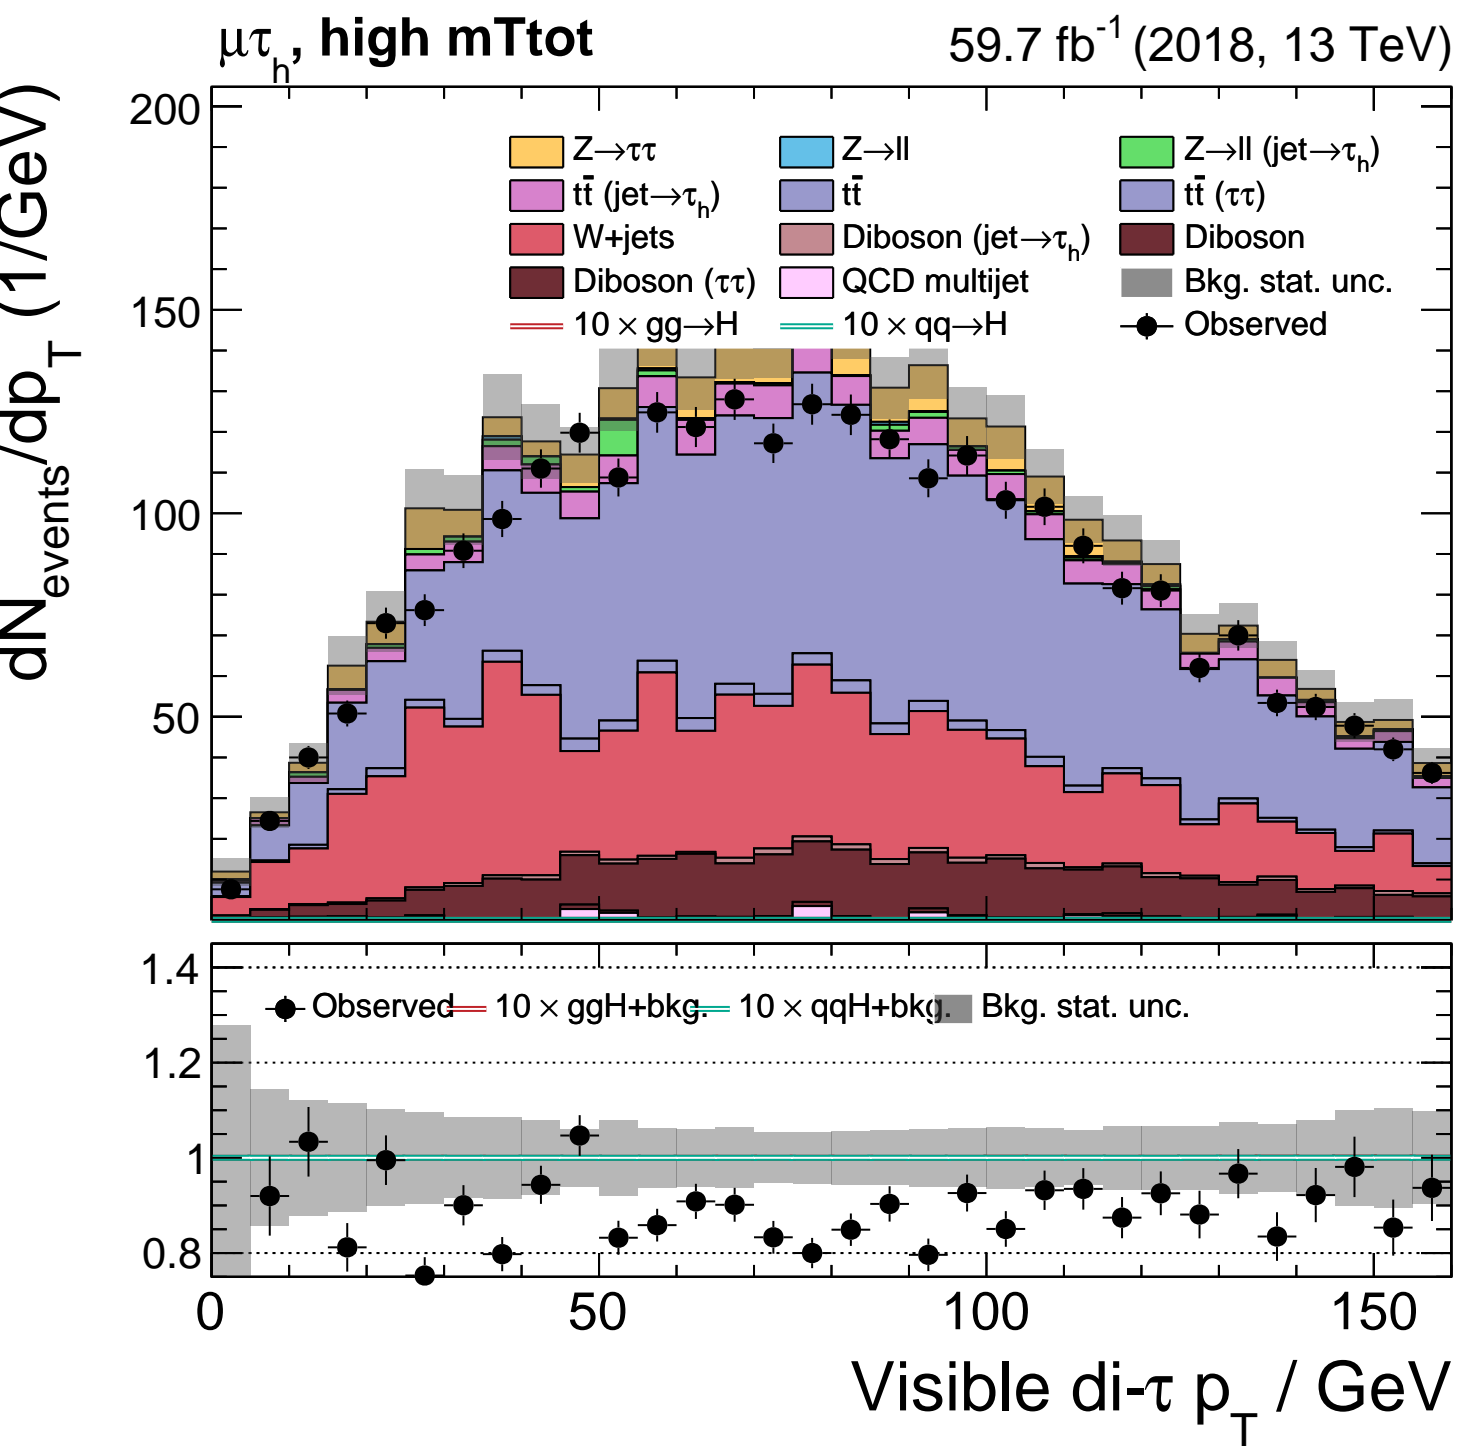 μτh, high mTtot 59.7 fb-1 (2018, 13 TeV)
dNevents/dpT (1/GeV)
200
150
100
50
Z→ττ Z→ll Z→ll (jet→τh)
tt̄ (jet→τh) tt̄ tt̄ (ττ)
W+jets Diboson (jet→τh) Diboson
Diboson (ττ) QCD multijet Bkg. stat. unc.
10 × gg→H 10 × qq→H Observed
1.4
1.2
1
0.8
Observed 10 × ggH+bkg. 10 × qqH+bkg. Bkg. stat. unc.
0 50 100 150
Visible di-τ pT / GeV